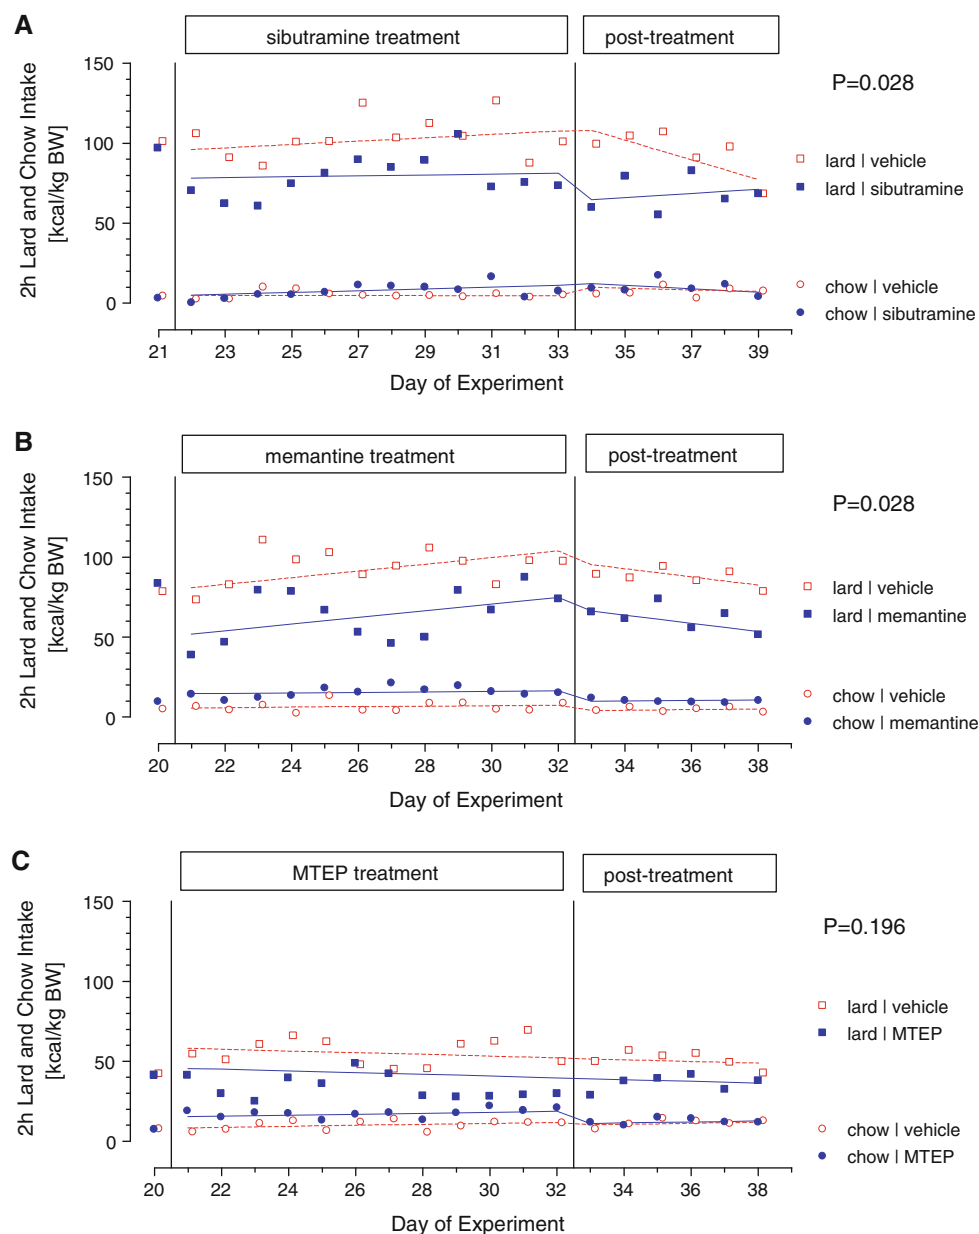 A
sibutramine treatment
post-treatment
2h Lard and Chow Intake
[kcal/kg BW]
150
100
50
0
P=0.028
lard | vehicle
lard | sibutramine
chow | vehicle
chow | sibutramine
21 23 25 27 29 31 33 35 37 39
Day of Experiment
B
memantine treatment
post-treatment
2h Lard and Chow Intake
[kcal/kg BW]
150
100
50
0
P=0.028
lard | vehicle
lard | memantine
chow | vehicle
chow | memantine
20 22 24 26 28 30 32 34 36 38
Day of Experiment
C
MTEP treatment
post-treatment
2h Lard and Chow Intake
[kcal/kg BW]
150
100
50
0
P=0.196
lard | vehicle
lard | MTEP
chow | vehicle
chow | MTEP
20 22 24 26 28 30 32 34 36 38
Day of Experiment